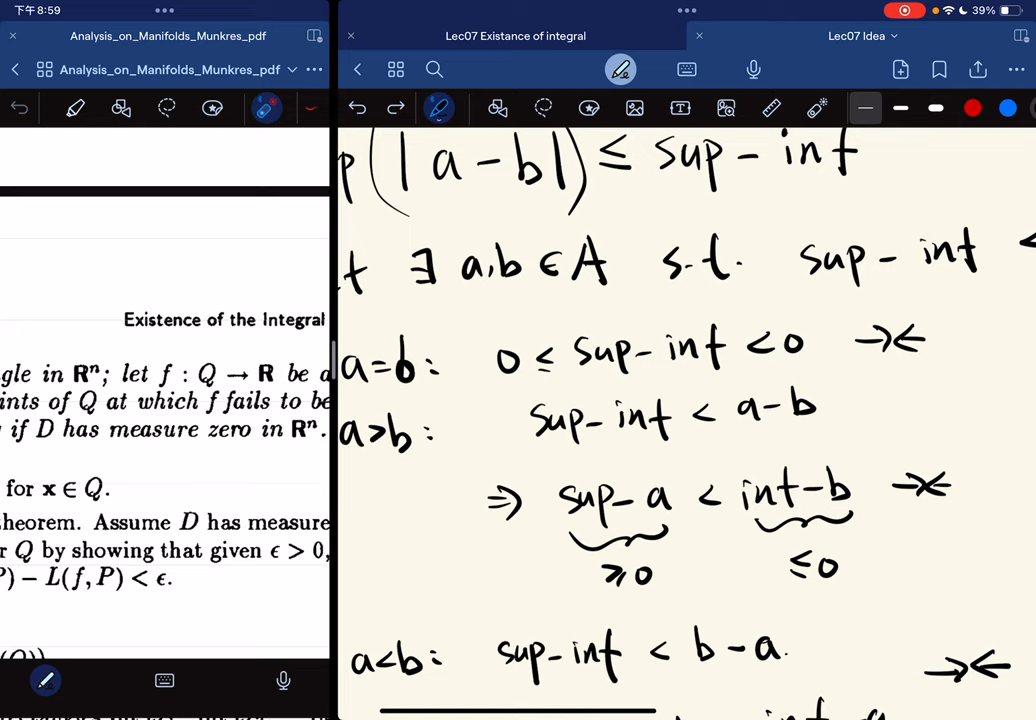 下午8:59
39%
Analysis_on_Manifolds_Munkres_pdf
Lec07 Existance of integral
Lec07 Idea
Analysis_on_Manifolds_Munkres_pdf
Existence of the Integral
gle in Rⁿ; let f : Q → R be a
ints of Q at which f fails to be
if D has measure zero in Rⁿ.
for x ∈ Q.
heorem. Assume D has measure
r Q by showing that given ε > 0,
P) − L(f, P) < ε.
p(|a-b|) ≤ sup - inf
t ∃ a,b ∈ A s.t. sup - inf <
a=b: 0 ≤ sup - inf < 0 →←
a>b: sup - inf < a-b
⇒ sup - a < inf - b →←
≥0 ≤0
a<b: sup - inf < b - a. →←